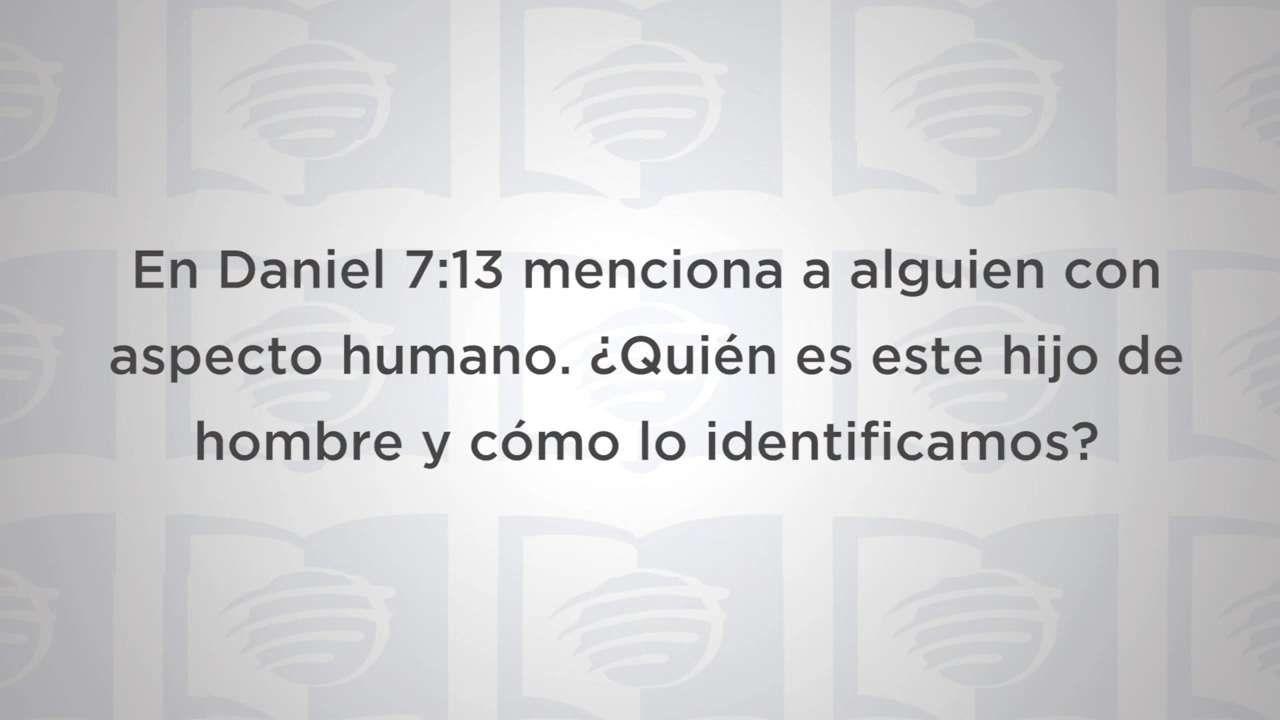 En Daniel 7:13 menciona a alguien con
aspecto humano. ¿Quién es este hijo de
hombre y cómo lo identificamos?